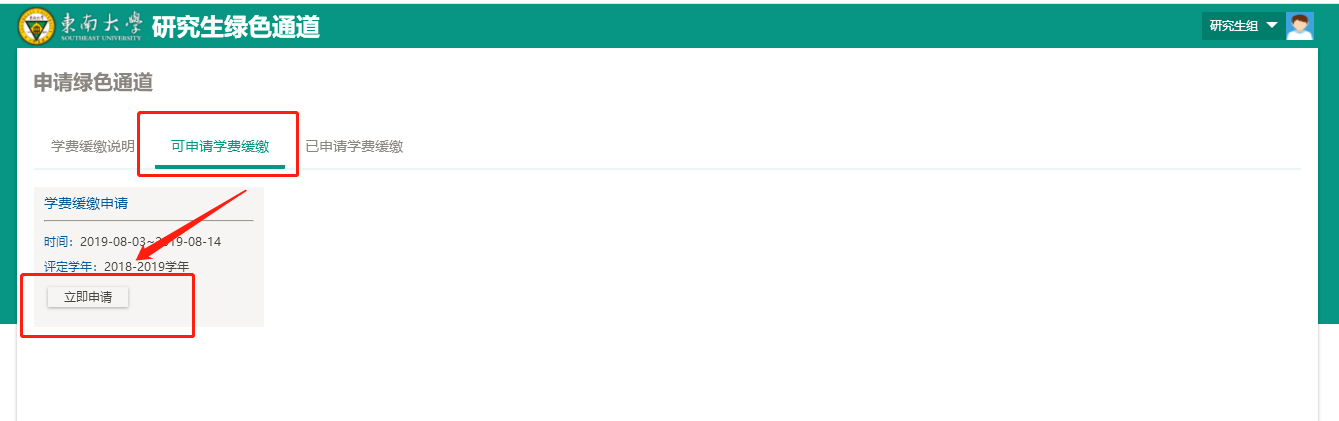 東南大學 研究生绿色通道
SOUTHEAST UNIVERSITY
研究生组
申请绿色通道
学费缓缴说明 可申请学费缓缴 已申请学费缓缴
学费缓缴申请
时间：2019-08-03~2019-08-14
评定学年：2018-2019学年
立即申请